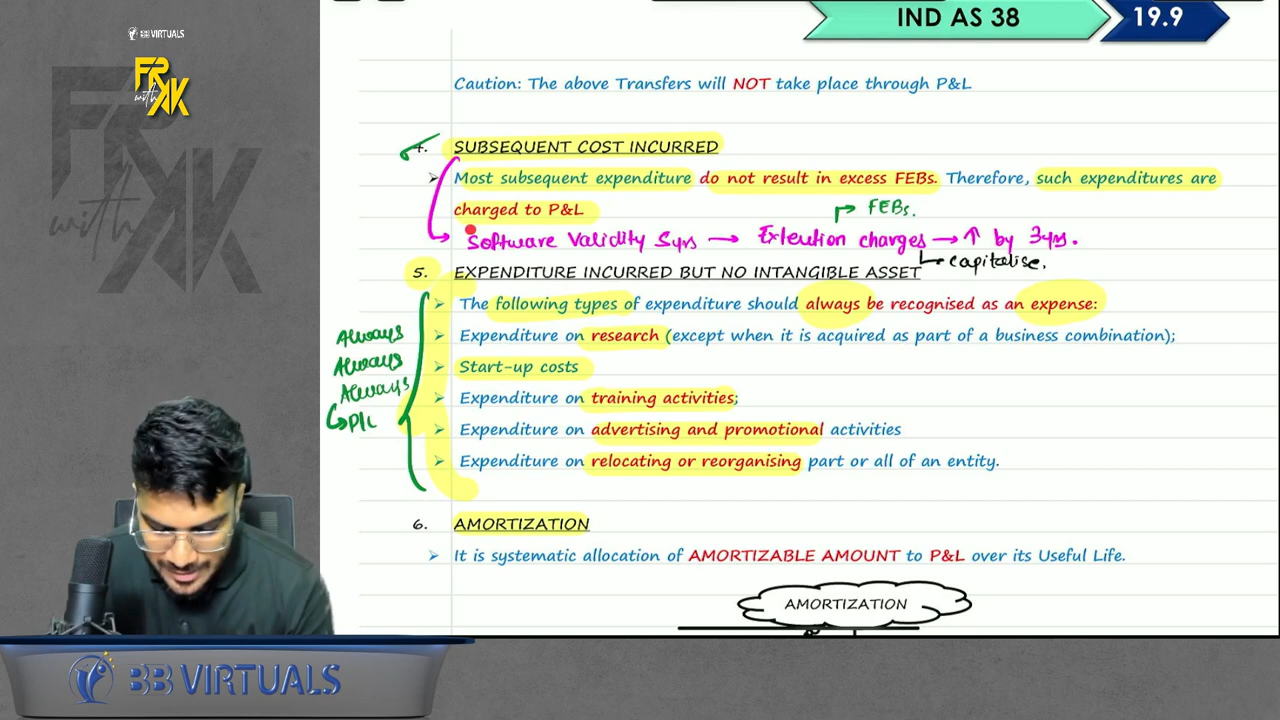 BB VIRTUALS
FR
with
AK
FR
with
AK
IND AS 38
19.9
Caution: The above Transfers will NOT take place through P&L
4. SUBSEQUENT COST INCURRED
➢ Most subsequent expenditure do not result in excess FEBs. Therefore, such expenditures are
charged to P&L
FEBs.
Software Validity 5yrs → Extention charges → ↑ by 3yrs.
capitalise.
5. EXPENDITURE INCURRED BUT NO INTANGIBLE ASSET
➢ The following types of expenditure should always be recognised as an expense:
➢ Expenditure on research (except when it is acquired as part of a business combination);
➢ Start-up costs
➢ Expenditure on training activities;
➢ Expenditure on advertising and promotional activities
➢ Expenditure on relocating or reorganising part or all of an entity.
Always
Always
Always
P/L
6. AMORTIZATION
➢ It is systematic allocation of AMORTIZABLE AMOUNT to P&L over its Useful Life.
AMORTIZATION
BB VIRTUALS